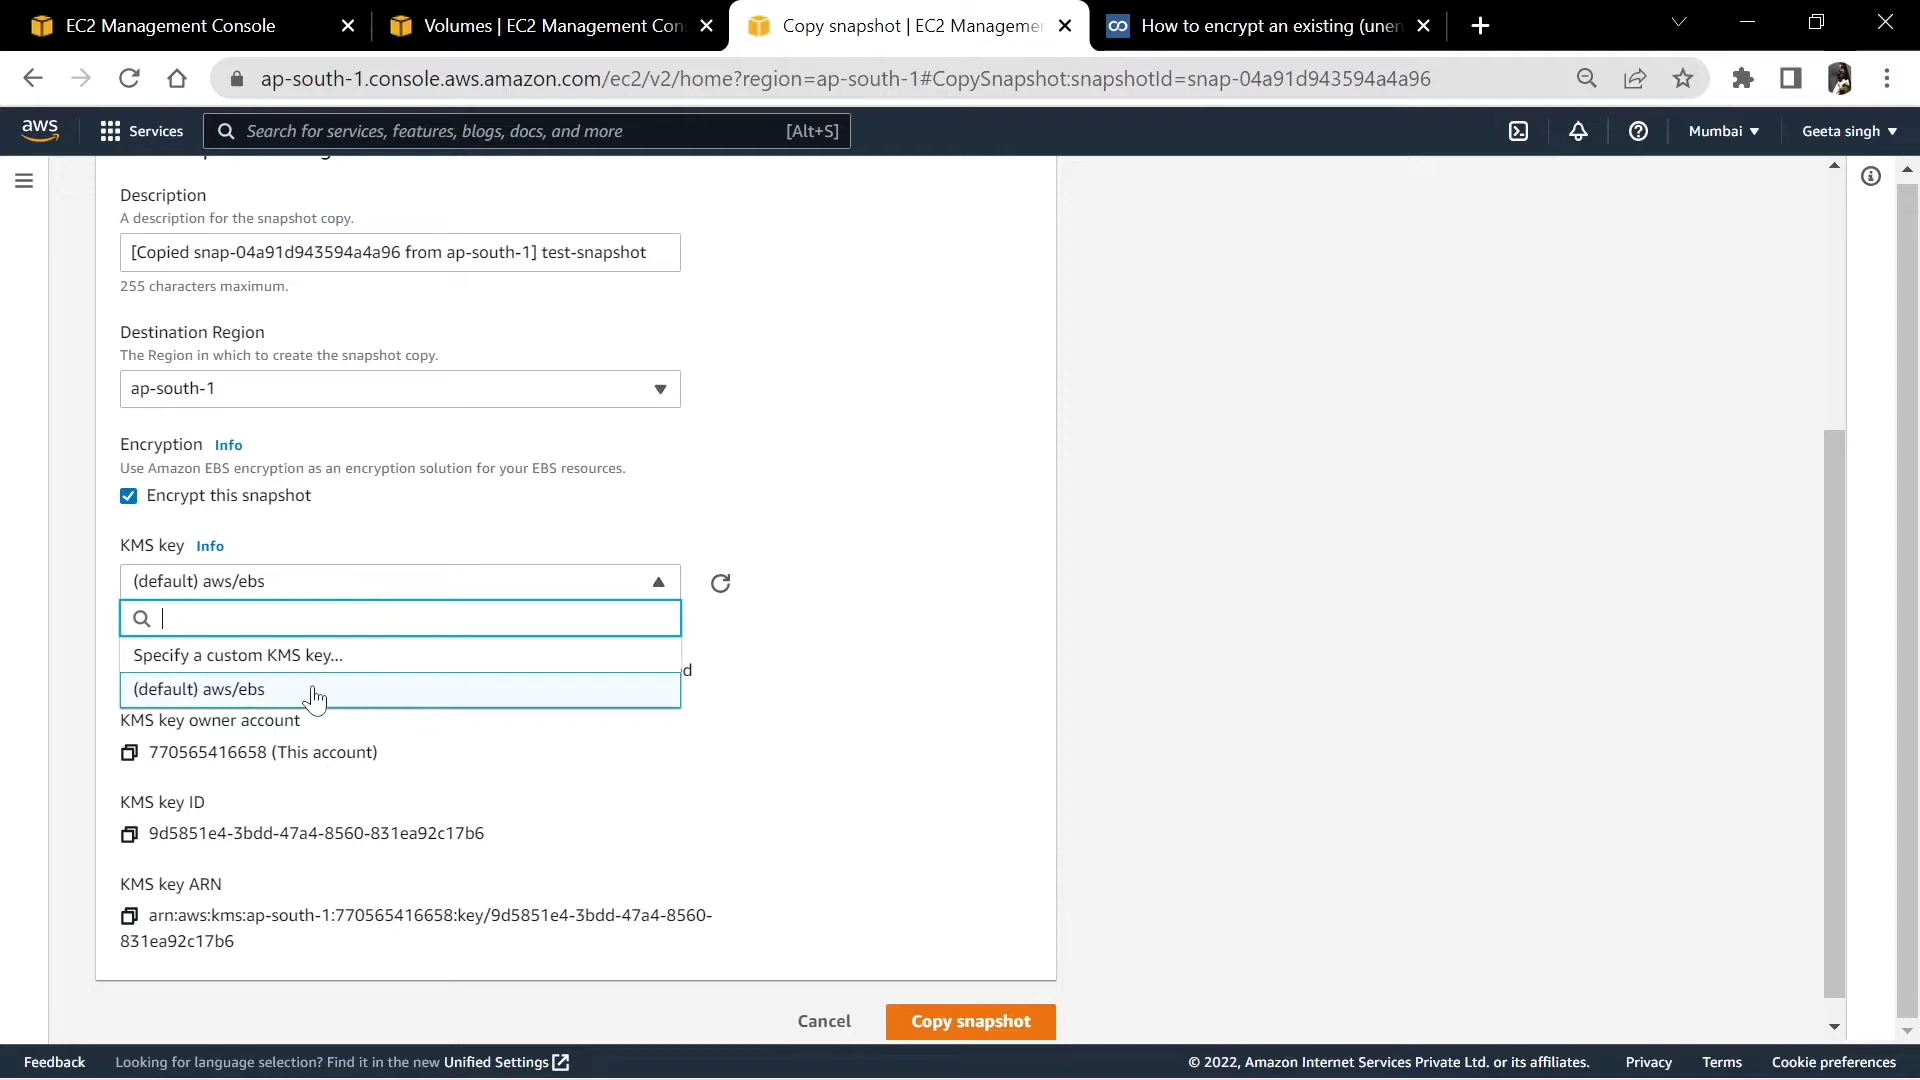 EC2 Management Console
Volumes | EC2 Management Con
Copy snapshot | EC2 Managemer
How to encrypt an existing (unen
ap-south-1.console.aws.amazon.com/ec2/v2/home?region=ap-south-1#CopySnapshot:snapshotId=snap-04a91d943594a4a96
aws
Services
Search for services, features, blogs, docs, and more
[Alt+S]
Mumbai
Geeta singh
Description
A description for the snapshot copy.
[Copied snap-04a91d943594a4a96 from ap-south-1] test-snapshot
255 characters maximum.
Destination Region
The Region in which to create the snapshot copy.
ap-south-1
Encryption Info
Use Amazon EBS encryption as an encryption solution for your EBS resources.
Encrypt this snapshot
KMS key Info
(default) aws/ebs
Specify a custom KMS key...
d
(default) aws/ebs
KMS key owner account
770565416658 (This account)
KMS key ID
9d5851e4-3bdd-47a4-8560-831ea92c17b6
KMS key ARN
arn:aws:kms:ap-south-1:770565416658:key/9d5851e4-3bdd-47a4-8560-
831ea92c17b6
Cancel
Copy snapshot
Feedback
Looking for language selection? Find it in the new Unified Settings
© 2022, Amazon Internet Services Private Ltd. or its affiliates.
Privacy
Terms
Cookie preferences